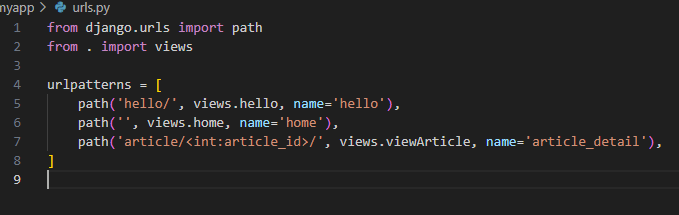 myapp > urls.py
1 from django.urls import path
2 from . import views
3
4 urlpatterns = [
5     path('hello/', views.hello, name='hello'),
6     path('', views.home, name='home'),
7     path('article/<int:article_id>/', views.viewArticle, name='article_detail'),
8 ]
9